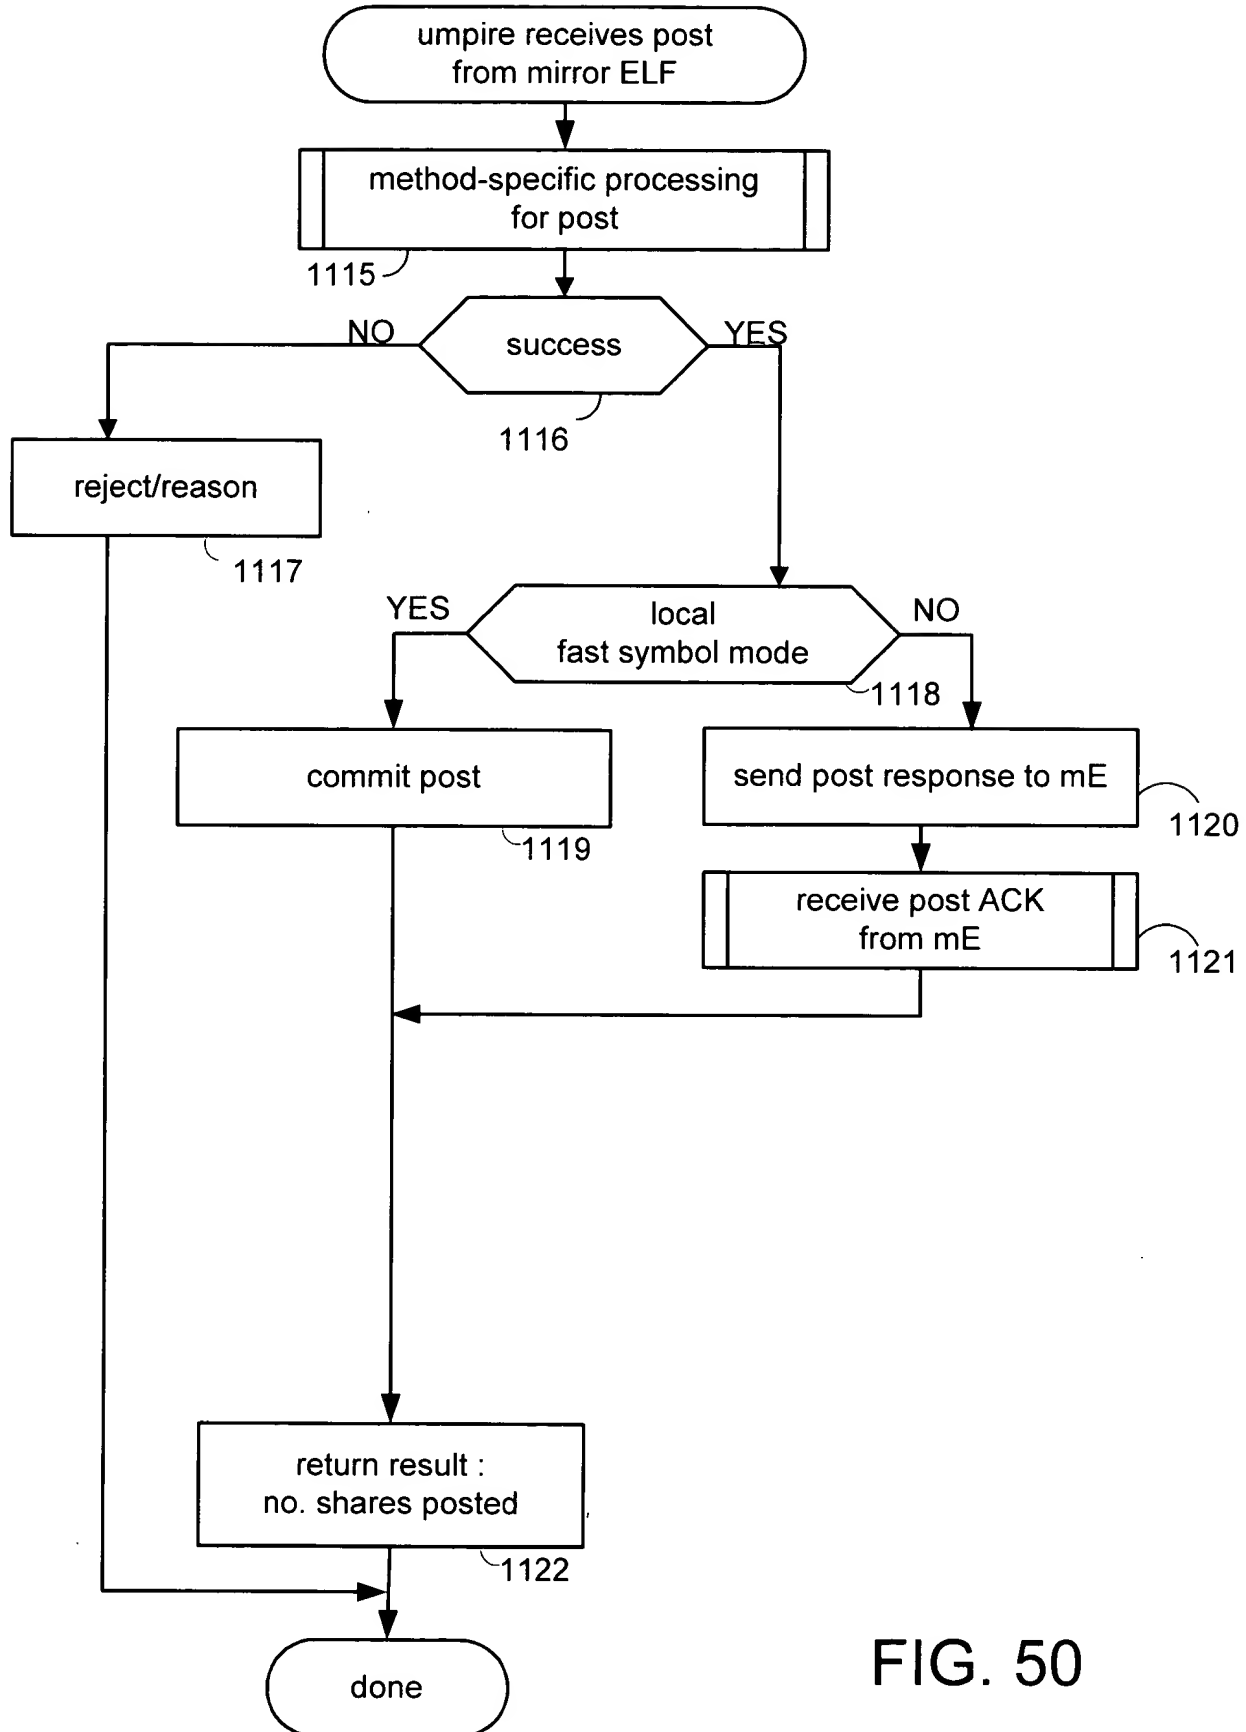 umpire receives post
from mirror ELF
method-specific processing
for post
1115
NO
success
YES
1116
reject/reason
1117
YES
local
fast symbol mode
NO
1118
commit post
1119
send post response to mE
1120
receive post ACK
from mE
1121
return result :
no. shares posted
1122
done
FIG. 50